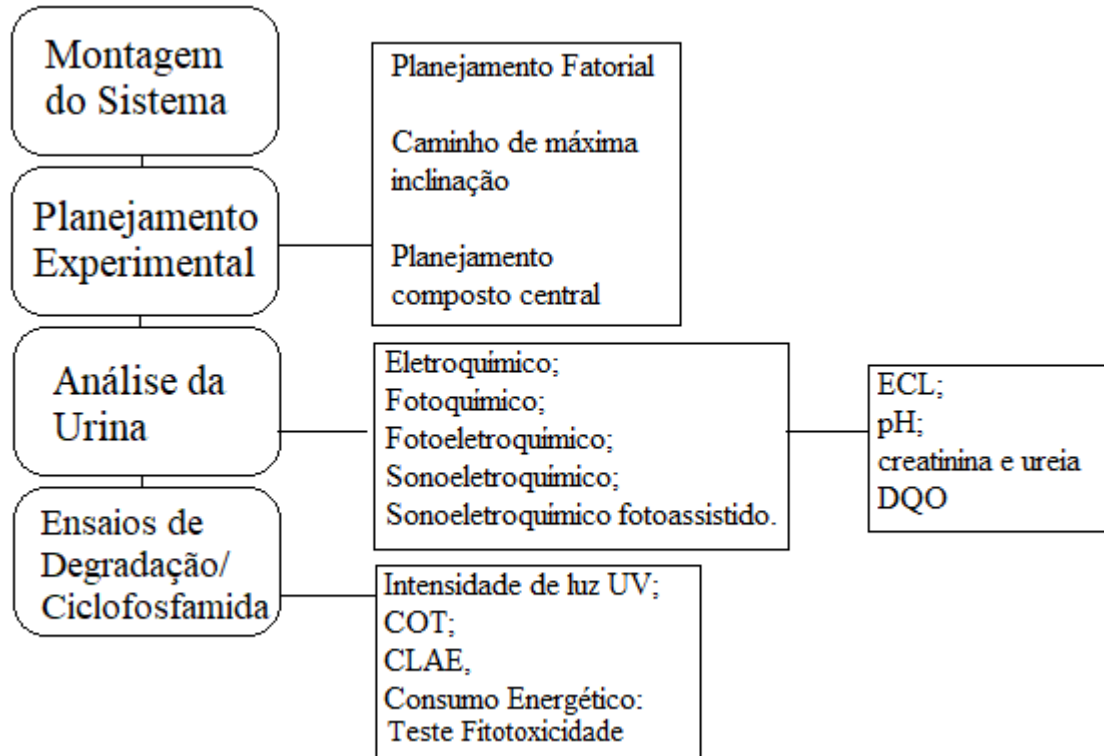 Montagem
do Sistema
Planejamento Fatorial
Caminho de máxima
inclinação
Planejamento
composto central
Planejamento
Experimental
Análise da
Urina
Eletroquímico;
Fotoquímico;
Fotoeletroquímico;
Sonoeletroquímico;
Sonoeletroquímico fotoassistido.
ECL;
pH;
creatinina e ureia
DQO
Ensaios de
Degradação/
Ciclofosfamida
Intensidade de luz UV;
COT;
CLAE,
Consumo Energético:
Teste Fitotoxicidade